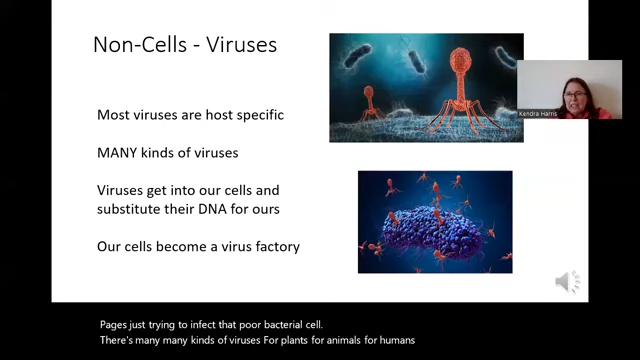 Non-Cells - Viruses
Most viruses are host specific
MANY kinds of viruses
Viruses get into our cells and
substitute their DNA for ours
Our cells become a virus factory
Kendra Harris
Pages just trying to infect that poor bacterial cell.
There's many many kinds of viruses For plants for animals for humans